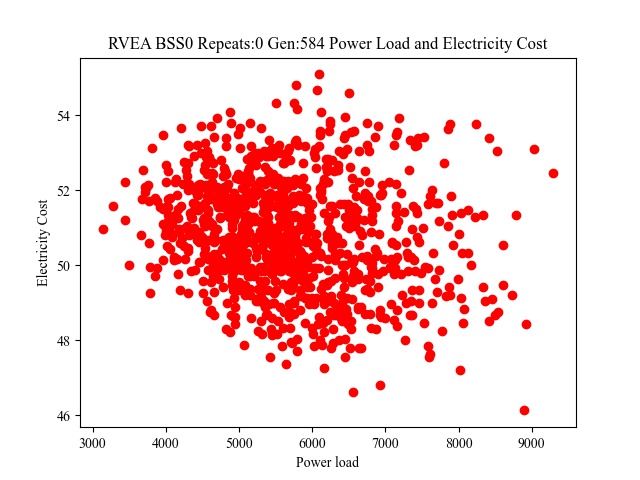 RVEA BSS0 Repeats:0 Gen:584 Power Load and Electricity Cost
54
52
50
48
46
Electricity Cost
3000 4000 5000 6000 7000 8000 9000
Power load